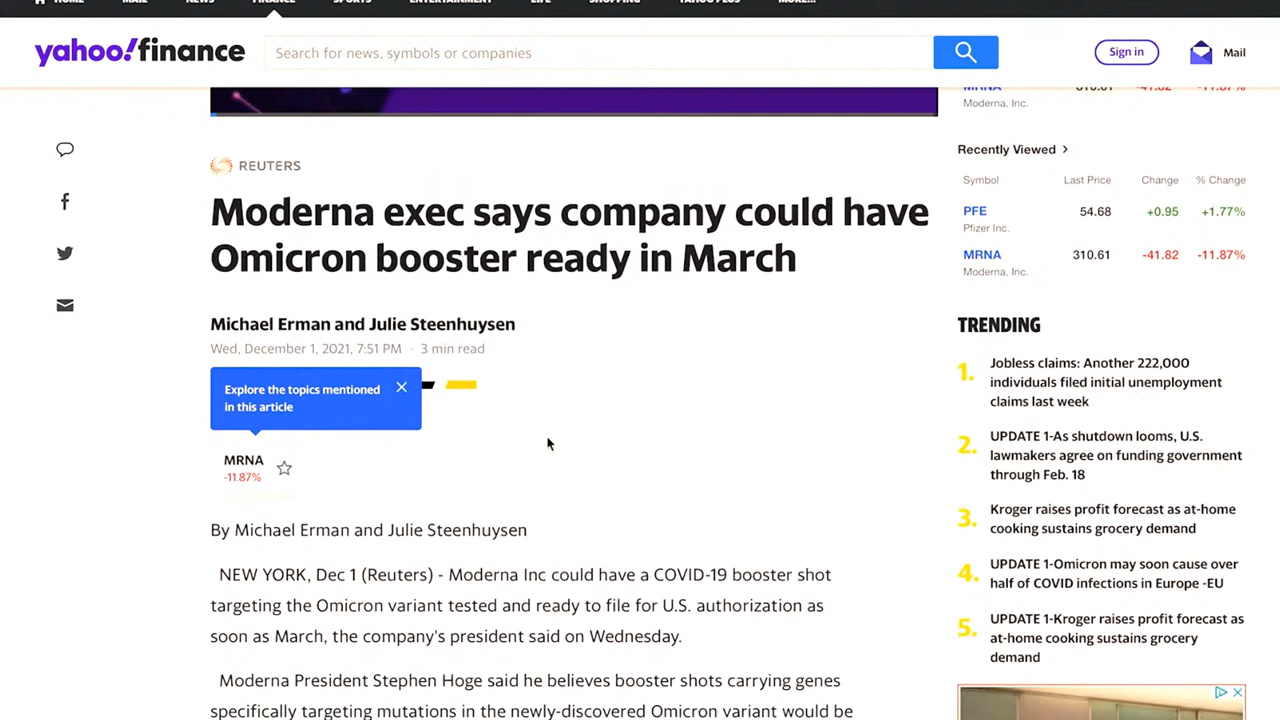 HOME MAIL NEWS FINANCE SPORTS ENTERTAINMENT LIFE SHOPPING YAHOO PLUS MORE...
yahoo!finance
Search for news, symbols or companies
Sign in
Mail
MRNA 310.61 -41.82 -11.87%
Moderna, Inc.
Recently Viewed >
Symbol Last Price Change % Change
PFE 54.68 +0.95 +1.77%
Pfizer Inc.
MRNA 310.61 -41.82 -11.87%
Moderna, Inc.
REUTERS
Moderna exec says company could have
Omicron booster ready in March
Michael Erman and Julie Steenhuysen
Wed, December 1, 2021, 7:51 PM · 3 min read
Explore the topics mentioned
in this article
MRNA
-11.87%
By Michael Erman and Julie Steenhuysen
NEW YORK, Dec 1 (Reuters) - Moderna Inc could have a COVID-19 booster shot
targeting the Omicron variant tested and ready to file for U.S. authorization as
soon as March, the company's president said on Wednesday.
Moderna President Stephen Hoge said he believes booster shots carrying genes
specifically targeting mutations in the newly-discovered Omicron variant would be
TRENDING
1. Jobless claims: Another 222,000
individuals filed initial unemployment
claims last week
2. UPDATE 1-As shutdown looms, U.S.
lawmakers agree on funding government
through Feb. 18
3. Kroger raises profit forecast as at-home
cooking sustains grocery demand
4. UPDATE 1-Omicron may soon cause over
half of COVID infections in Europe -EU
5. UPDATE 1-Kroger raises profit forecast as
at-home cooking sustains grocery
demand